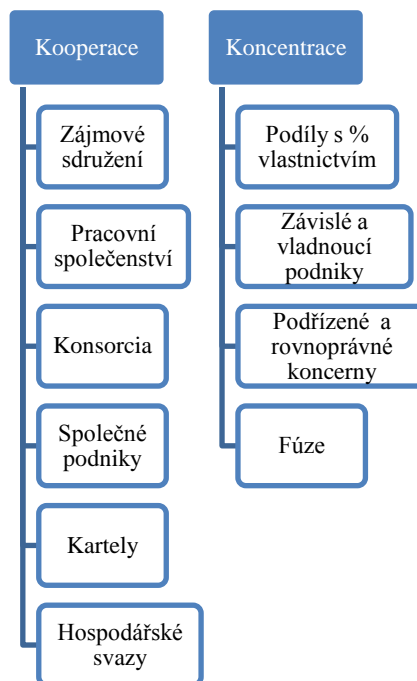 Kooperace
Zájmové
sdružení
Pracovní
společenství
Konsorcia
Společné
podniky
Kartely
Hospodářské
svazy
Koncentrace
Podíly s %
vlastnictvím
Závislé a
vladnoucí
podniky
Podřízené a
rovnoprávné
koncerny
Fúze